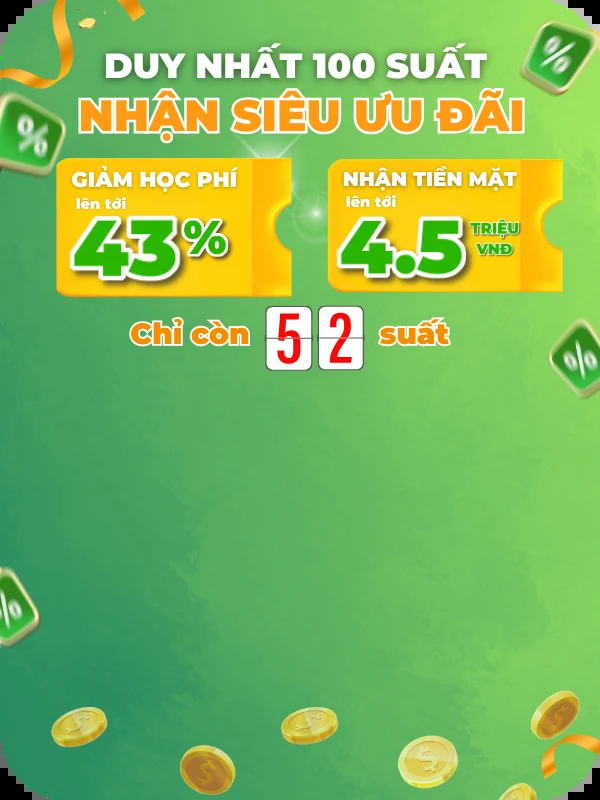 DUY NHẤT 100 SUẤT
NHẬN SIÊU ƯU ĐÃI
GIẢM HỌC PHÍ
lên tới
43%
NHẬN TIỀN MẶT
lên tới
4.5 TRIỆU
VNĐ
Chỉ còn 52 suất
%
%
%
%